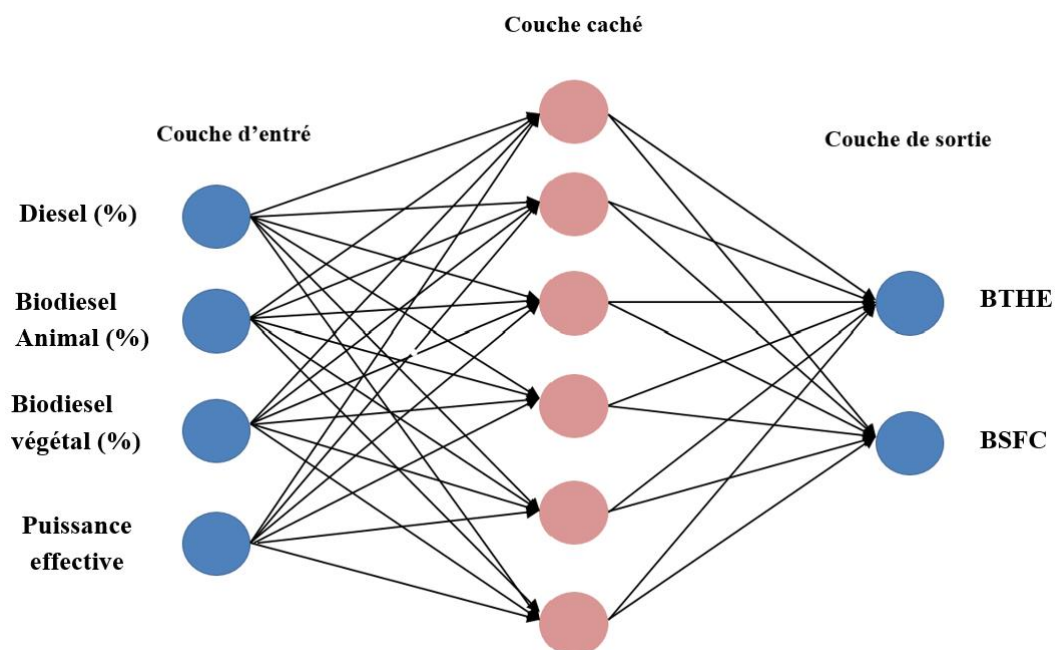 Couche caché
Couche d’entré
Couche de sortie
Diesel (%)
Biodiesel
Animal (%)
Biodiesel
végétal (%)
Puissance
effective
BTHE
BSFC